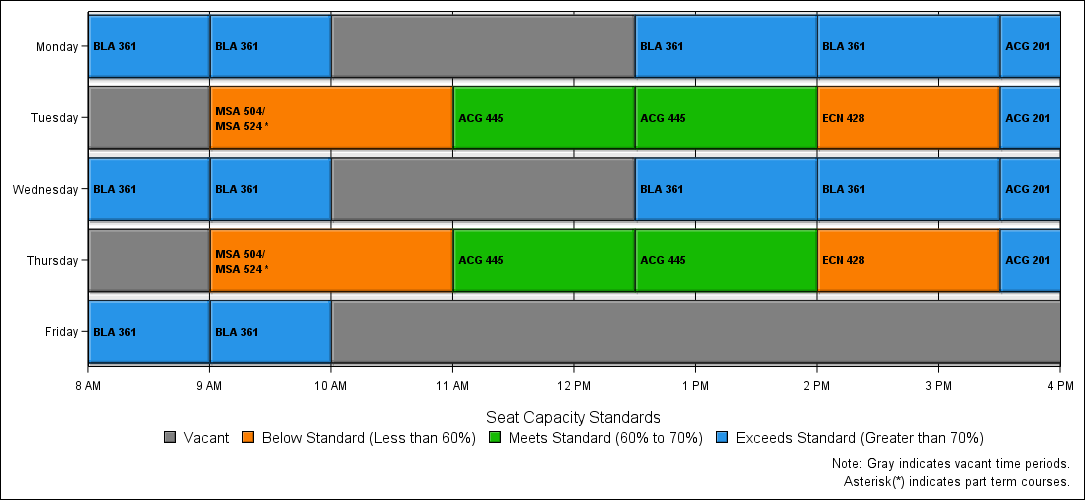 Monday
BLA 361
BLA 361
BLA 361
BLA 361
ACG 201
Tuesday
MSA 504/
MSA 524 *
ACG 445
ACG 445
ECN 428
ACG 201
Wednesday
BLA 361
BLA 361
BLA 361
BLA 361
ACG 201
Thursday
MSA 504/
MSA 524 *
ACG 445
ACG 445
ECN 428
ACG 201
Friday
BLA 361
BLA 361
8 AM 9 AM 10 AM 11 AM 12 PM 1 PM 2 PM 3 PM 4 PM
Seat Capacity Standards
Vacant Below Standard (Less than 60%) Meets Standard (60% to 70%) Exceeds Standard (Greater than 70%)
Note: Gray indicates vacant time periods.
Asterisk(*) indicates part term courses.